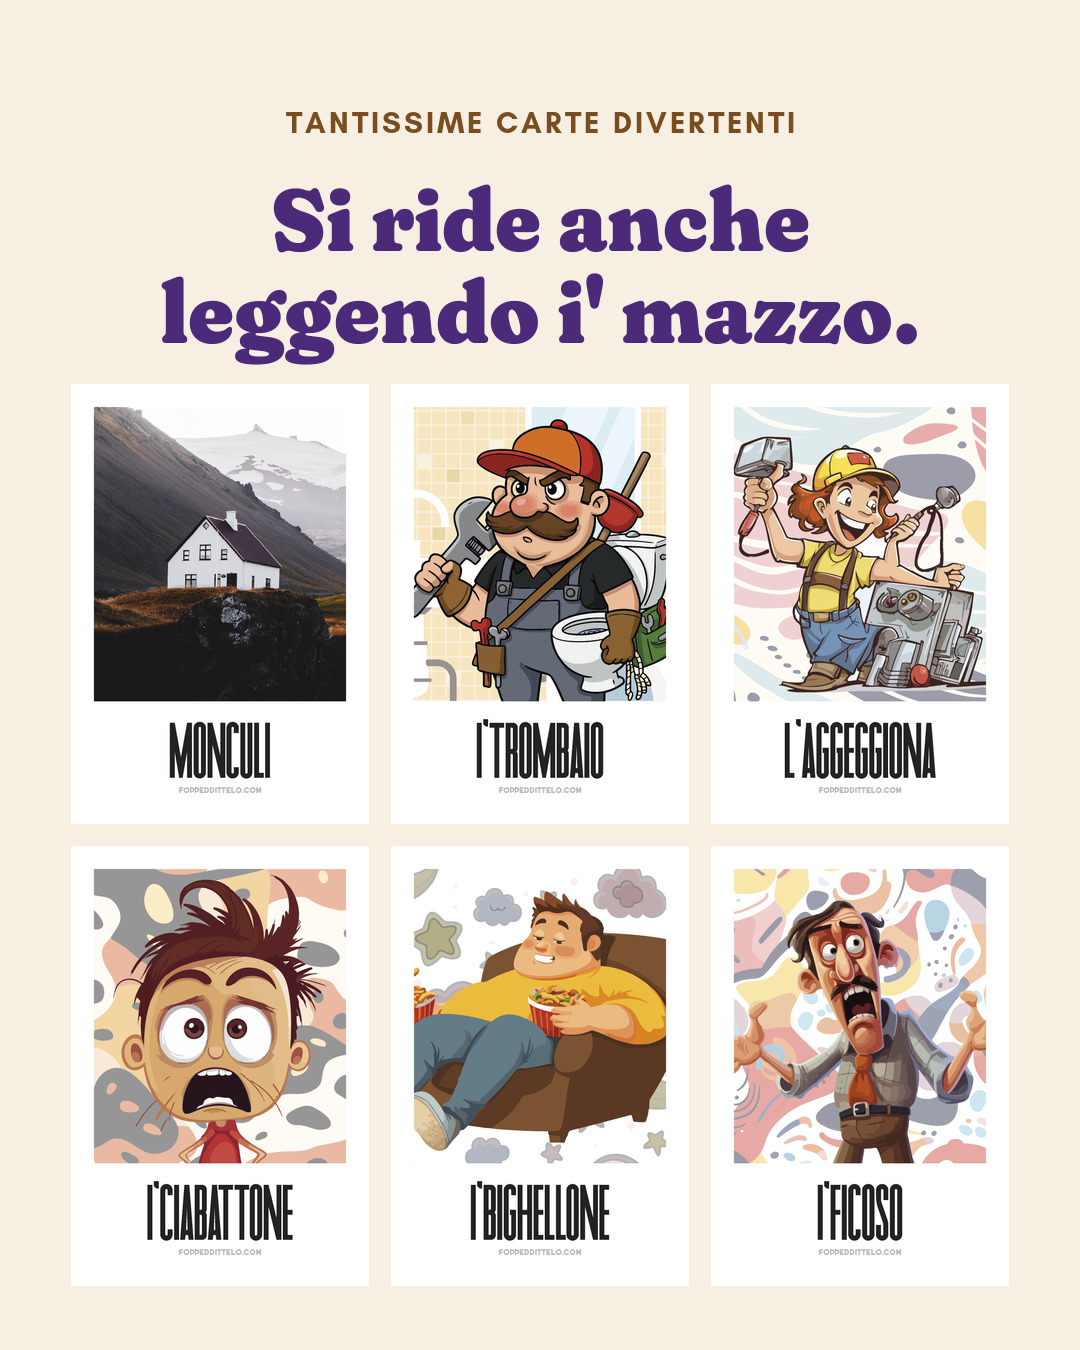 TANTISSIME CARTE DIVERTENTI
Si ride anche
leggendo i' mazzo.
MONCULI
FOPPEDDITTELO.COM
I'TROMBAIO
FOPPEDDITTELO.COM
L'AGGEGGIONA
FOPPEDDITTELO.COM
I'CIABATTONE
FOPPEDDITTELO.COM
I'BIGHELLONE
FOPPEDDITTELO.COM
I'FICOSO
FOPPEDDITTELO.COM